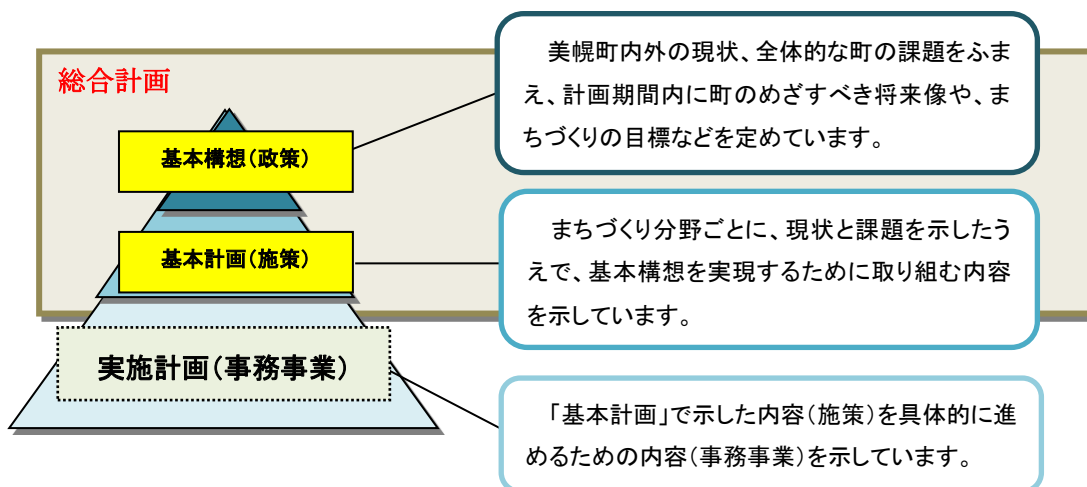 総合計画
基本構想（政策）
美幌町内外の現状、全体的な町の課題をふま
え、計画期間内に町のめざすべき将来像や、ま
ちづくりの目標などを定めています。
基本計画（施策）
まちづくり分野ごとに、現状と課題を示したう
えで、基本構想を実現するために取り組む内容
を示しています。
実施計画（事務事業）
「基本計画」で示した内容（施策）を具体的に進
めるための内容（事務事業）を示しています。